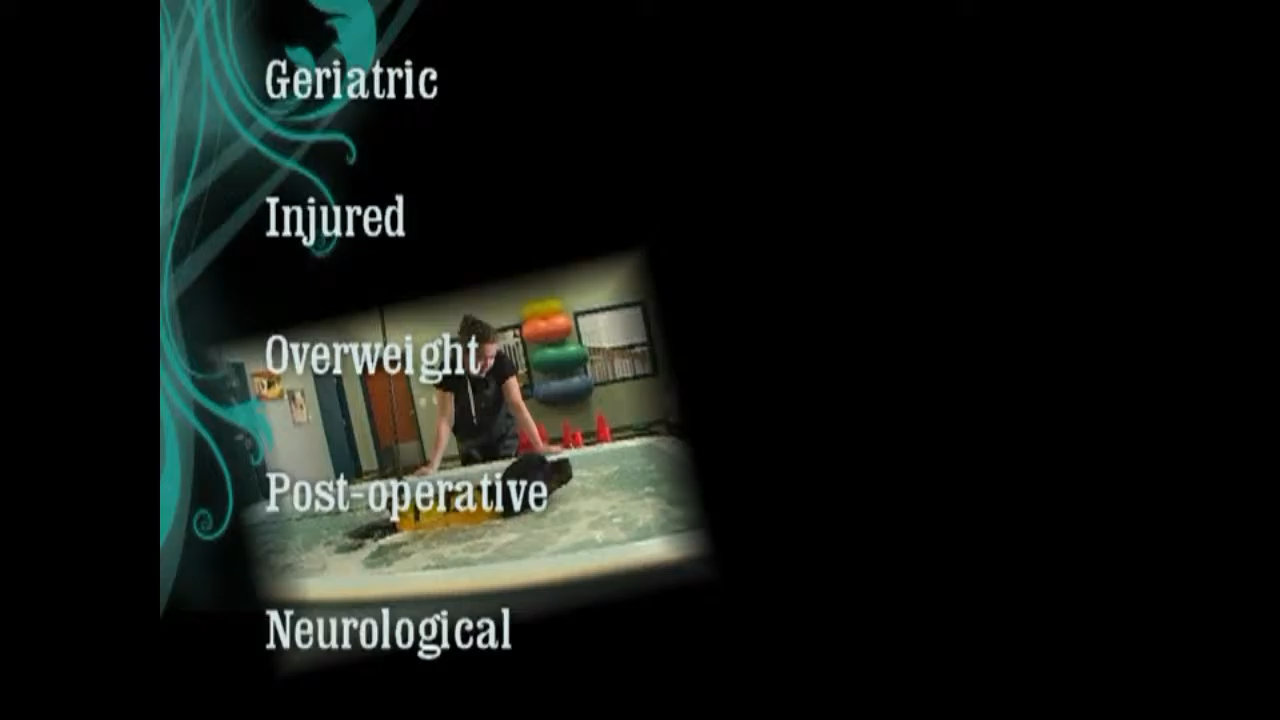 Geriatric
Injured
Overweight
Post-operative
Neurological